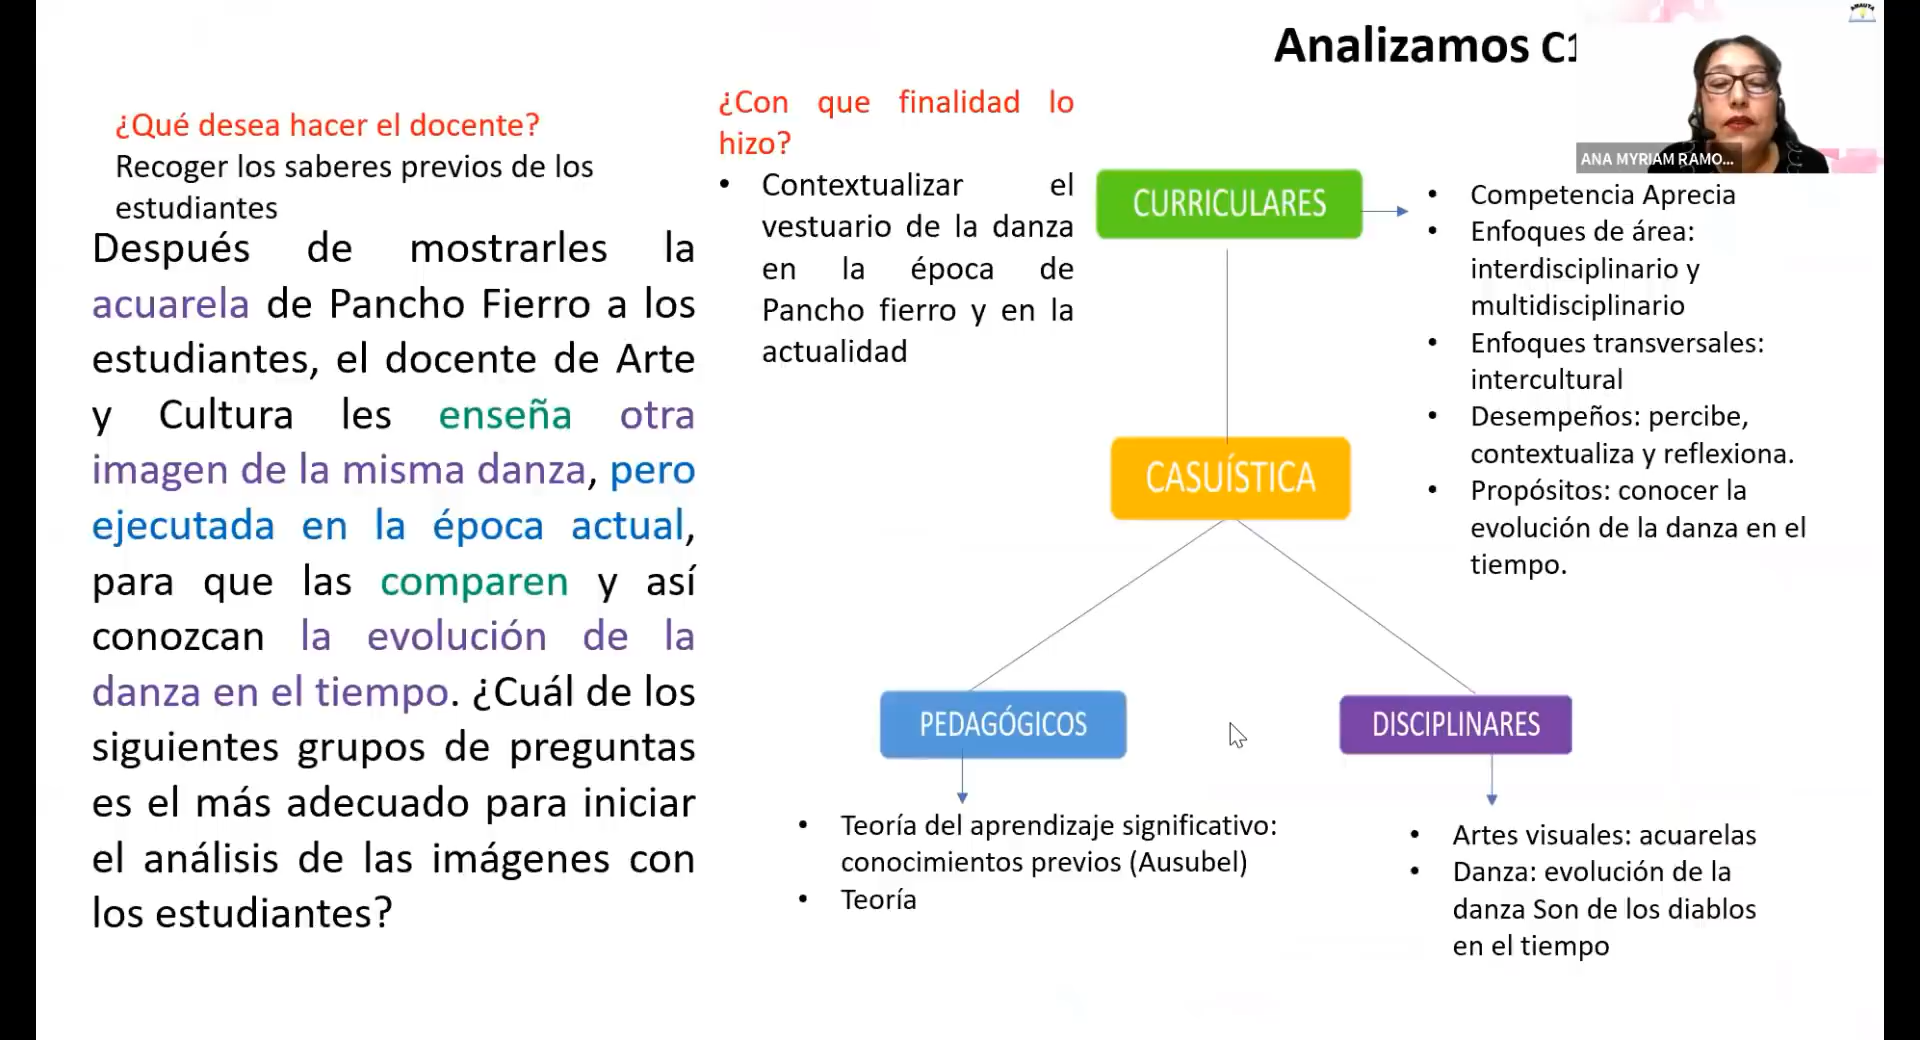 Analizamos C1
AMAUTA
ANA MYRIAM RAMO...
¿Qué desea hacer el docente?
Recoger los saberes previos de los
estudiantes
Después de mostrarles la
acuarela de Pancho Fierro a los
estudiantes, el docente de Arte
y Cultura les enseña otra
imagen de la misma danza, pero
ejecutada en la época actual,
para que las comparen y así
conozcan la evolución de la
danza en el tiempo. ¿Cuál de los
siguientes grupos de preguntas
es el más adecuado para iniciar
el análisis de las imágenes con
los estudiantes?
¿Con que finalidad lo
hizo?
• Contextualizar el
vestuario de la danza
en la época de
Pancho fierro y en la
actualidad
CURRICULARES
• Competencia Aprecia
• Enfoques de área:
interdisciplinario y
multidisciplinario
• Enfoques transversales:
intercultural
• Desempeños: percibe,
contextualiza y reflexiona.
• Propósitos: conocer la
evolución de la danza en el
tiempo.
CASUÍSTICA
PEDAGÓGICOS
• Teoría del aprendizaje significativo:
conocimientos previos (Ausubel)
• Teoría
DISCIPLINARES
• Artes visuales: acuarelas
• Danza: evolución de la
danza Son de los diablos
en el tiempo